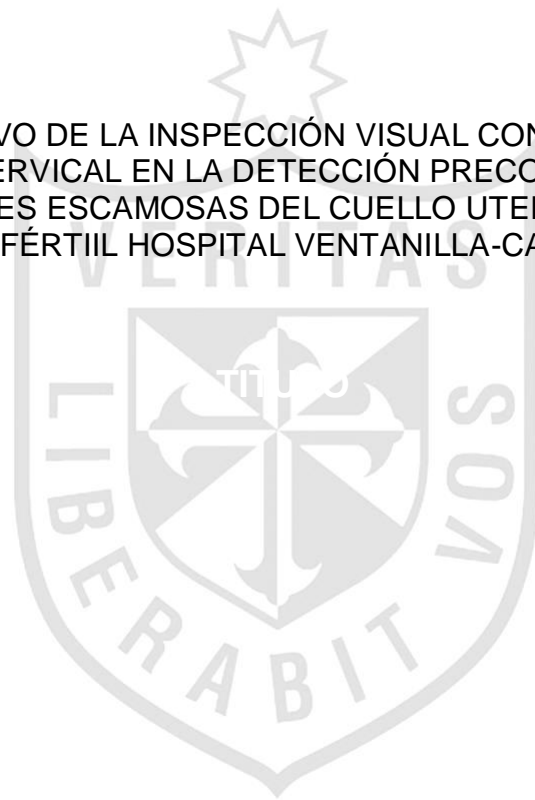 VO DE LA INSPECCIÓN VISUAL CON
ERVICAL EN LA DETECCIÓN PRECO
ES ESCAMOSAS DEL CUELLO UTE
FÉRTIIL HOSPITAL VENTANILLA-CA
VERITAS
TITULO
LIBERABIT VOS